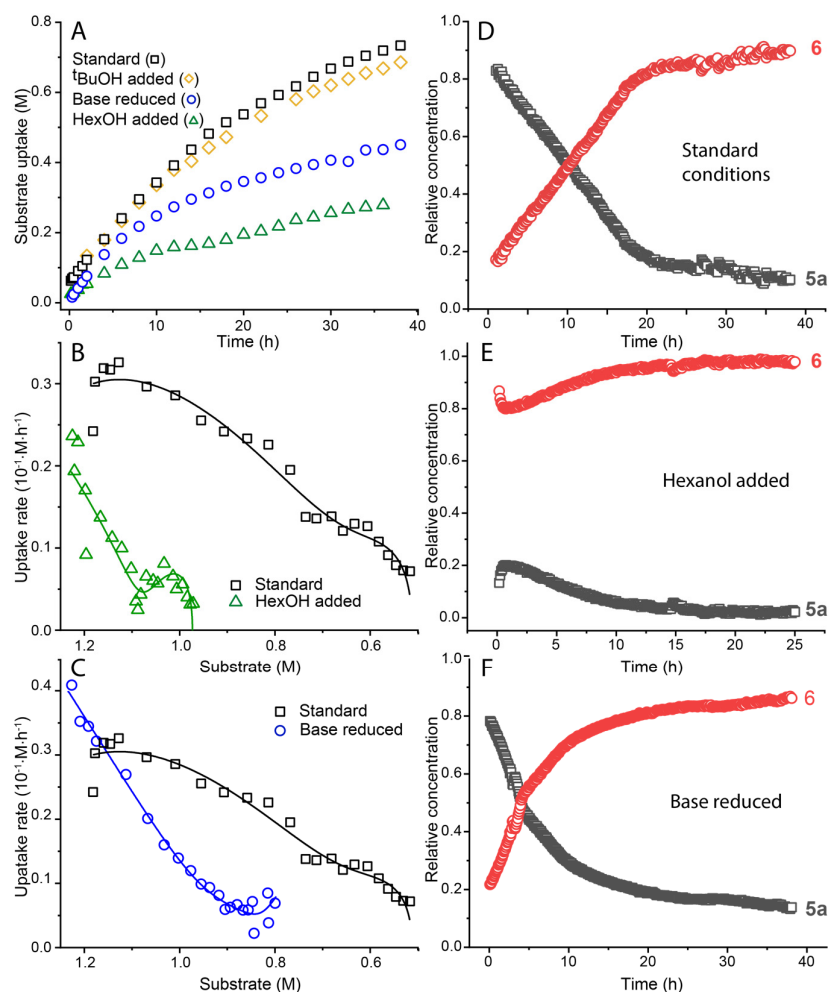 A
Standard (□)
ᵗBuOH added (◇)
Base reduced (○)
HexOH added (△)
Substrate uptake (M)
0.8
0.6
0.4
0.2
0.0
0 10 20 30 40
Time (h)
B
Uptake rate (10⁻¹·M·h⁻¹)
0.3
0.2
0.1
0.0
Standard
HexOH added
1.2 1.0 0.8 0.6
Substrate (M)
C
Upatake rate (10⁻¹·M·h⁻¹)
0.4
0.3
0.2
0.1
0.0
Standard
Base reduced
1.2 1.0 0.8 0.6
Substrate (M)
D
Relative concentration
1.0
0.8
0.6
0.4
0.2
0.0
6
Standard
conditions
5a
0 10 20 30 40
Time (h)
E
Relative concentration
1.0
0.8
0.6
0.4
0.2
0.0
6
Hexanol added
5a
0 5 10 15 20 25
Time (h)
F
Relative concentration
1.0
0.8
0.6
0.4
0.2
0.0
6
Base reduced
5a
0 10 20 30 40
Time (h)